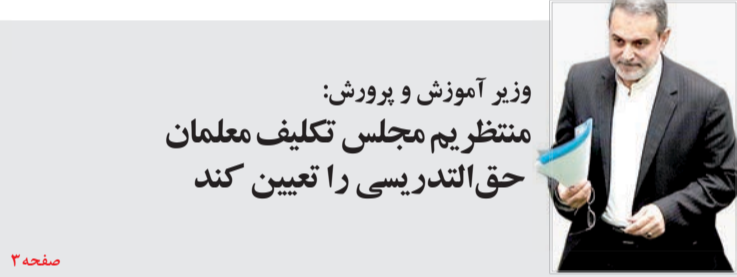 وزیر آموزش و پرورش:
منتظریم مجلس تکلیف معلمان
حق‌التدریسی را تعیین کند
صفحه ۳